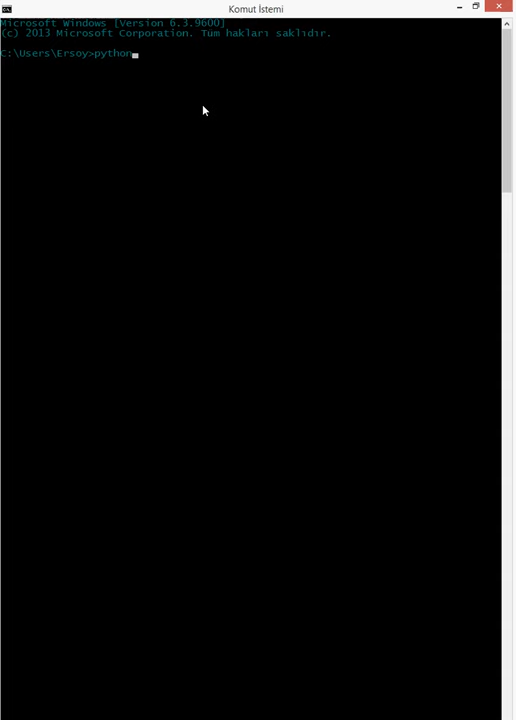 Komut İstemi
Microsoft Windows [Version 6.3.9600]
(c) 2013 Microsoft Corporation. Tüm hakları saklıdır.
C:\Users\Ersoy>python